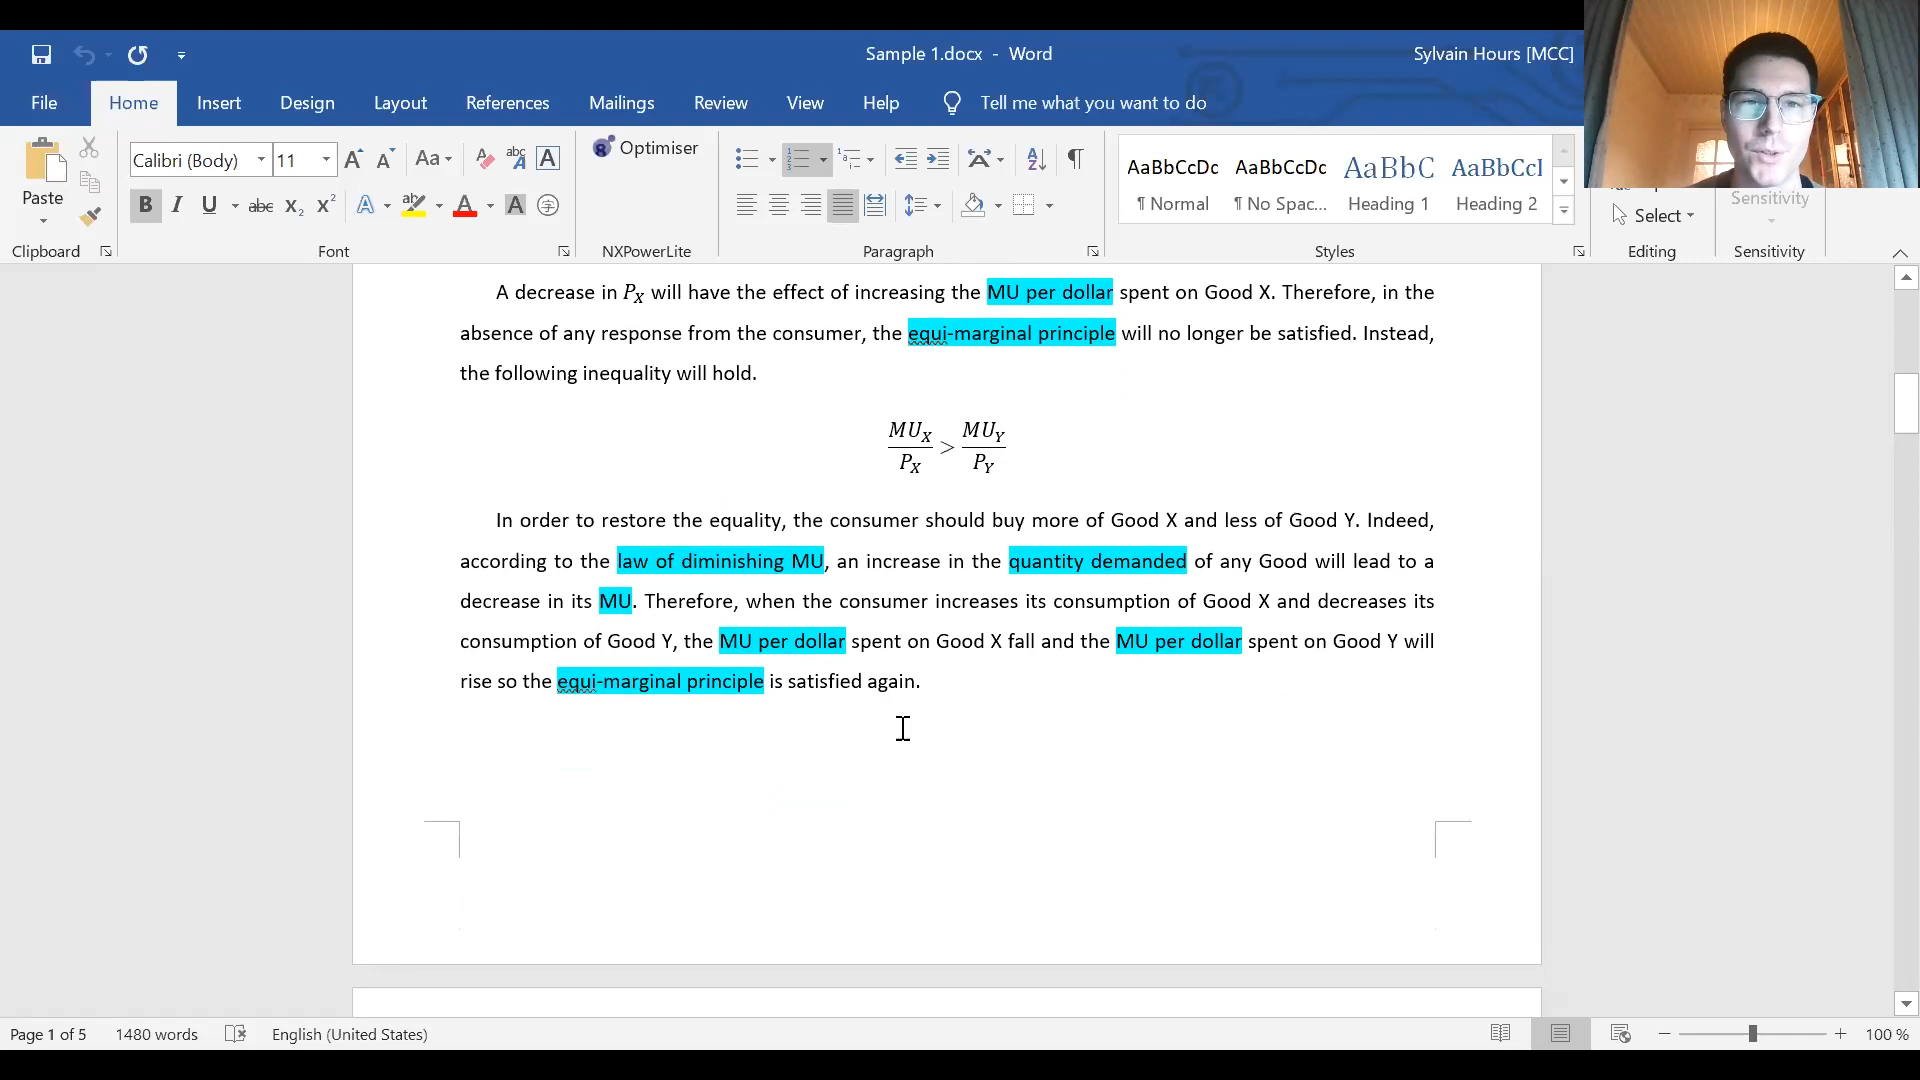 Sample 1.docx - Word
Sylvain Hours [MCC]
File Home Insert Design Layout References Mailings Review View Help Tell me what you want to do
Paste
Calibri (Body) 11
Aa
abc
A
B I U abc X₂ X² A A A
Optimiser
AaBbCcDc AaBbCcDc AaBbC AaBbCcI
¶ Normal ¶ No Spac... Heading 1 Heading 2
Select
Sensitivity
Clipboard Font NXPowerLite Paragraph Styles Editing Sensitivity
A decrease in P_X will have the effect of increasing the MU per dollar spent on Good X. Therefore, in the
absence of any response from the consumer, the equi-marginal principle will no longer be satisfied. Instead,
the following inequality will hold.
MU_X / P_X > MU_Y / P_Y
In order to restore the equality, the consumer should buy more of Good X and less of Good Y. Indeed,
according to the law of diminishing MU, an increase in the quantity demanded of any Good will lead to a
decrease in its MU. Therefore, when the consumer increases its consumption of Good X and decreases its
consumption of Good Y, the MU per dollar spent on Good X fall and the MU per dollar spent on Good Y will
rise so the equi-marginal principle is satisfied again.
Page 1 of 5 1480 words English (United States) 100 %